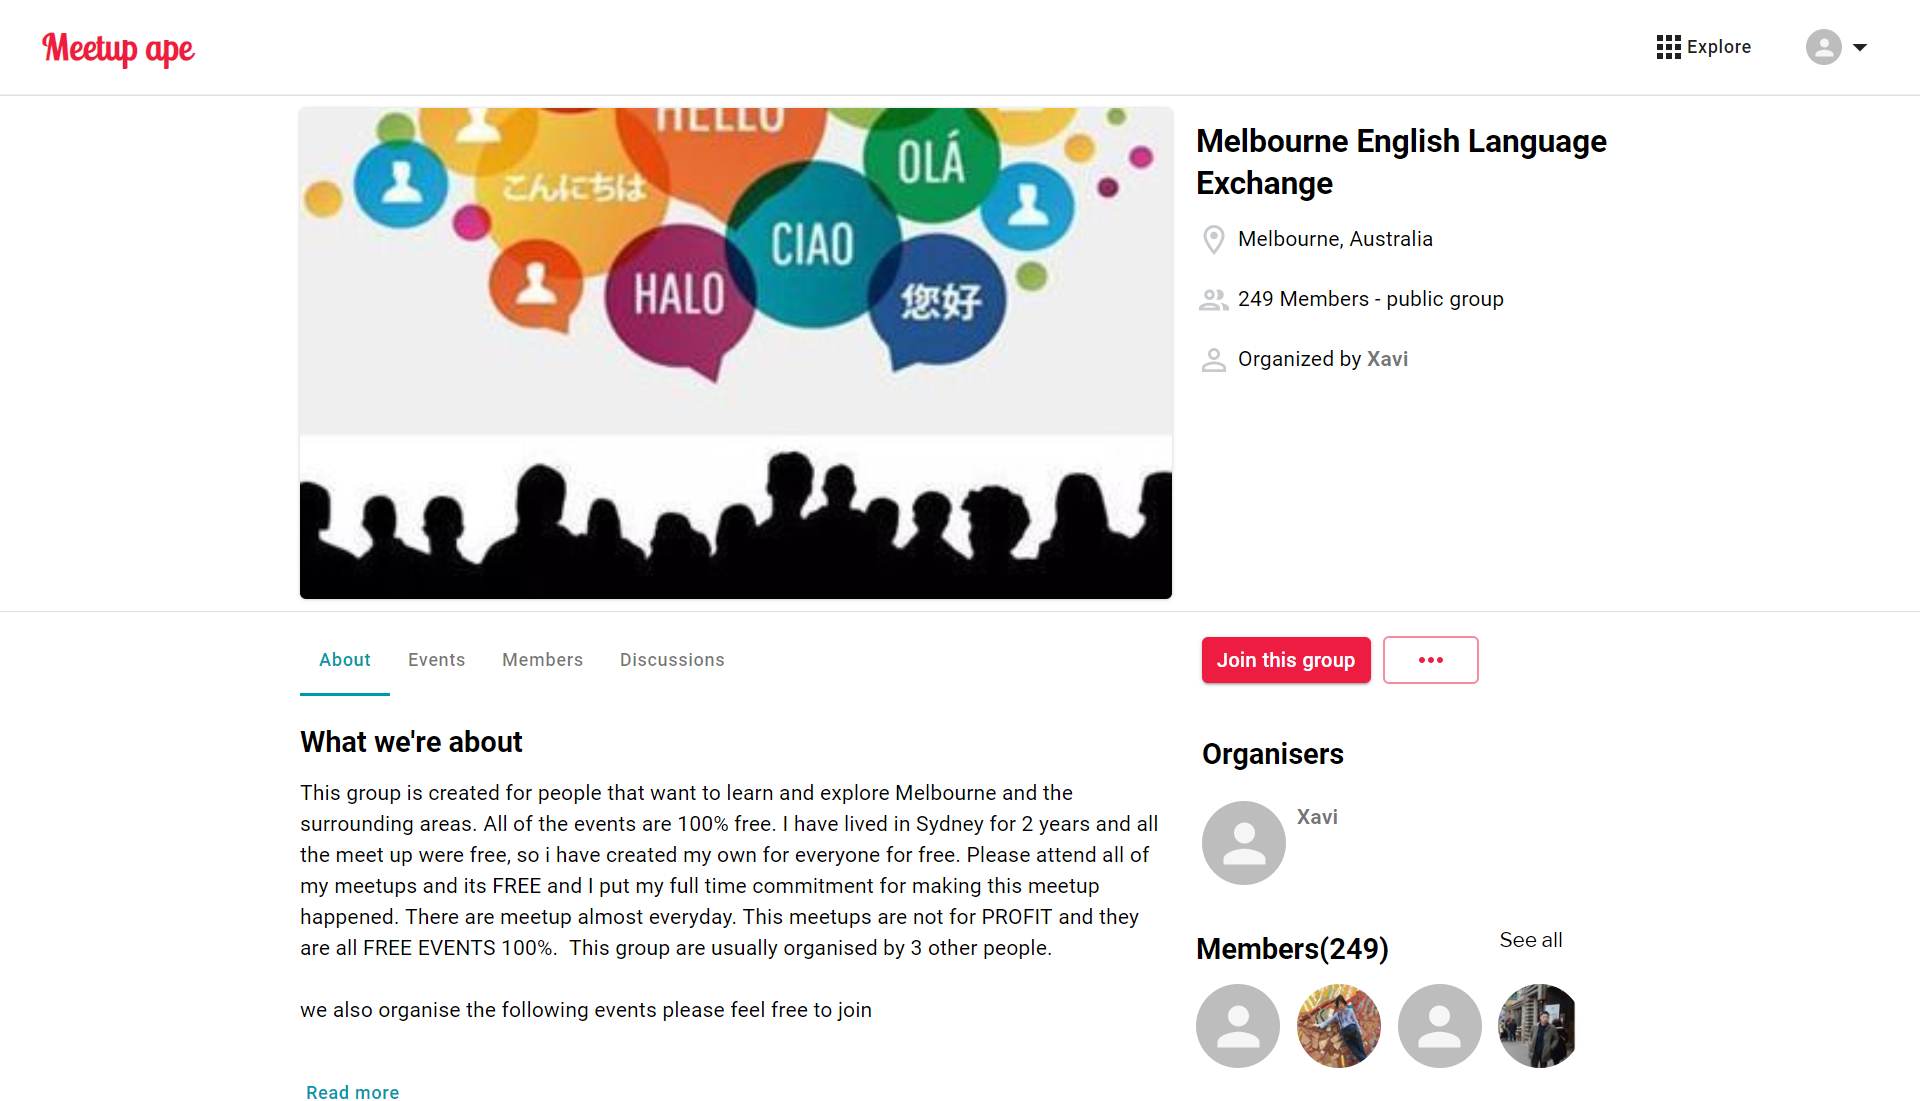 Meetup ape
Explore
HELLO
こんにちは
OLÁ
CIAO
HALO
您好
Melbourne English Language
Exchange
Melbourne, Australia
249 Members - public group
Organized by Xavi
About
Events
Members
Discussions
Join this group
What we're about
This group is created for people that want to learn and explore Melbourne and the
surrounding areas. All of the events are 100% free. I have lived in Sydney for 2 years and all
the meet up were free, so i have created my own for everyone for free. Please attend all of
my meetups and its FREE and I put my full time commitment for making this meetup
happened. There are meetup almost everyday. This meetups are not for PROFIT and they
are all FREE EVENTS 100%.  This group are usually organised by 3 other people.
we also organise the following events please feel free to join
Read more
Organisers
Xavi
Members(249)
See all